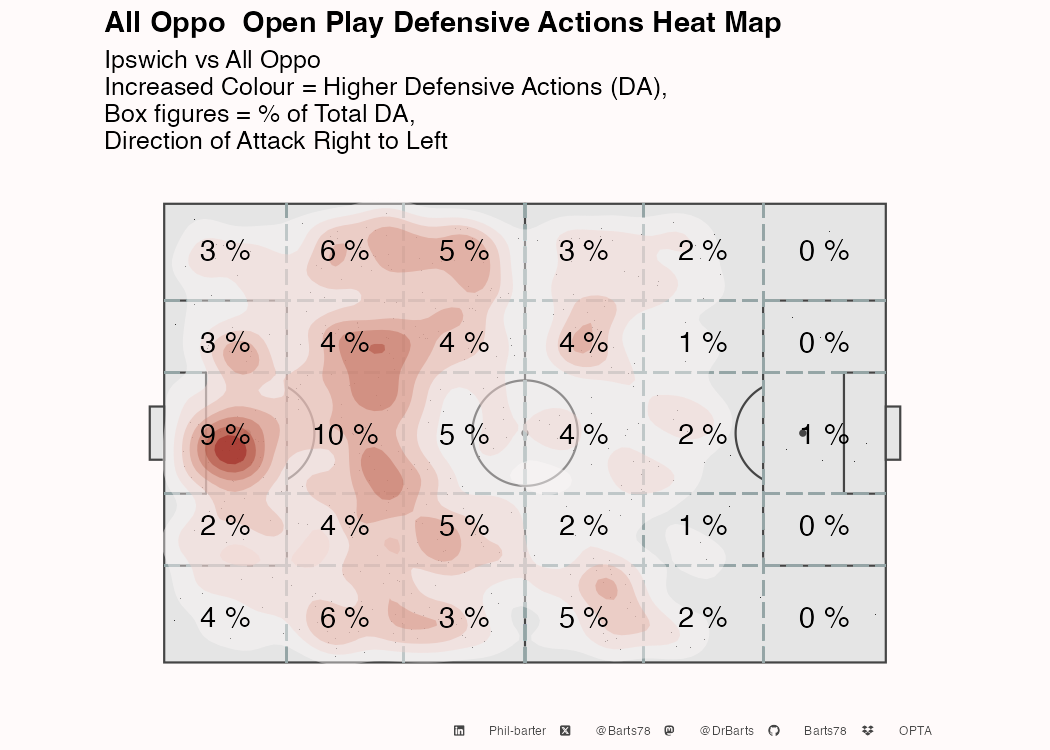 All Oppo  Open Play Defensive Actions Heat Map
Ipswich vs All Oppo
Increased Colour = Higher Defensive Actions (DA),
Box figures = % of Total DA,
Direction of Attack Right to Left
3 % 6 % 5 % 3 % 2 % 0 %
3 % 4 % 4 % 4 % 1 % 0 %
9 % 10 % 5 % 4 % 2 % 1 %
2 % 4 % 5 % 2 % 1 % 0 %
4 % 6 % 3 % 5 % 2 % 0 %
Phil-barter @Barts78 @DrBarts Barts78 OPTA